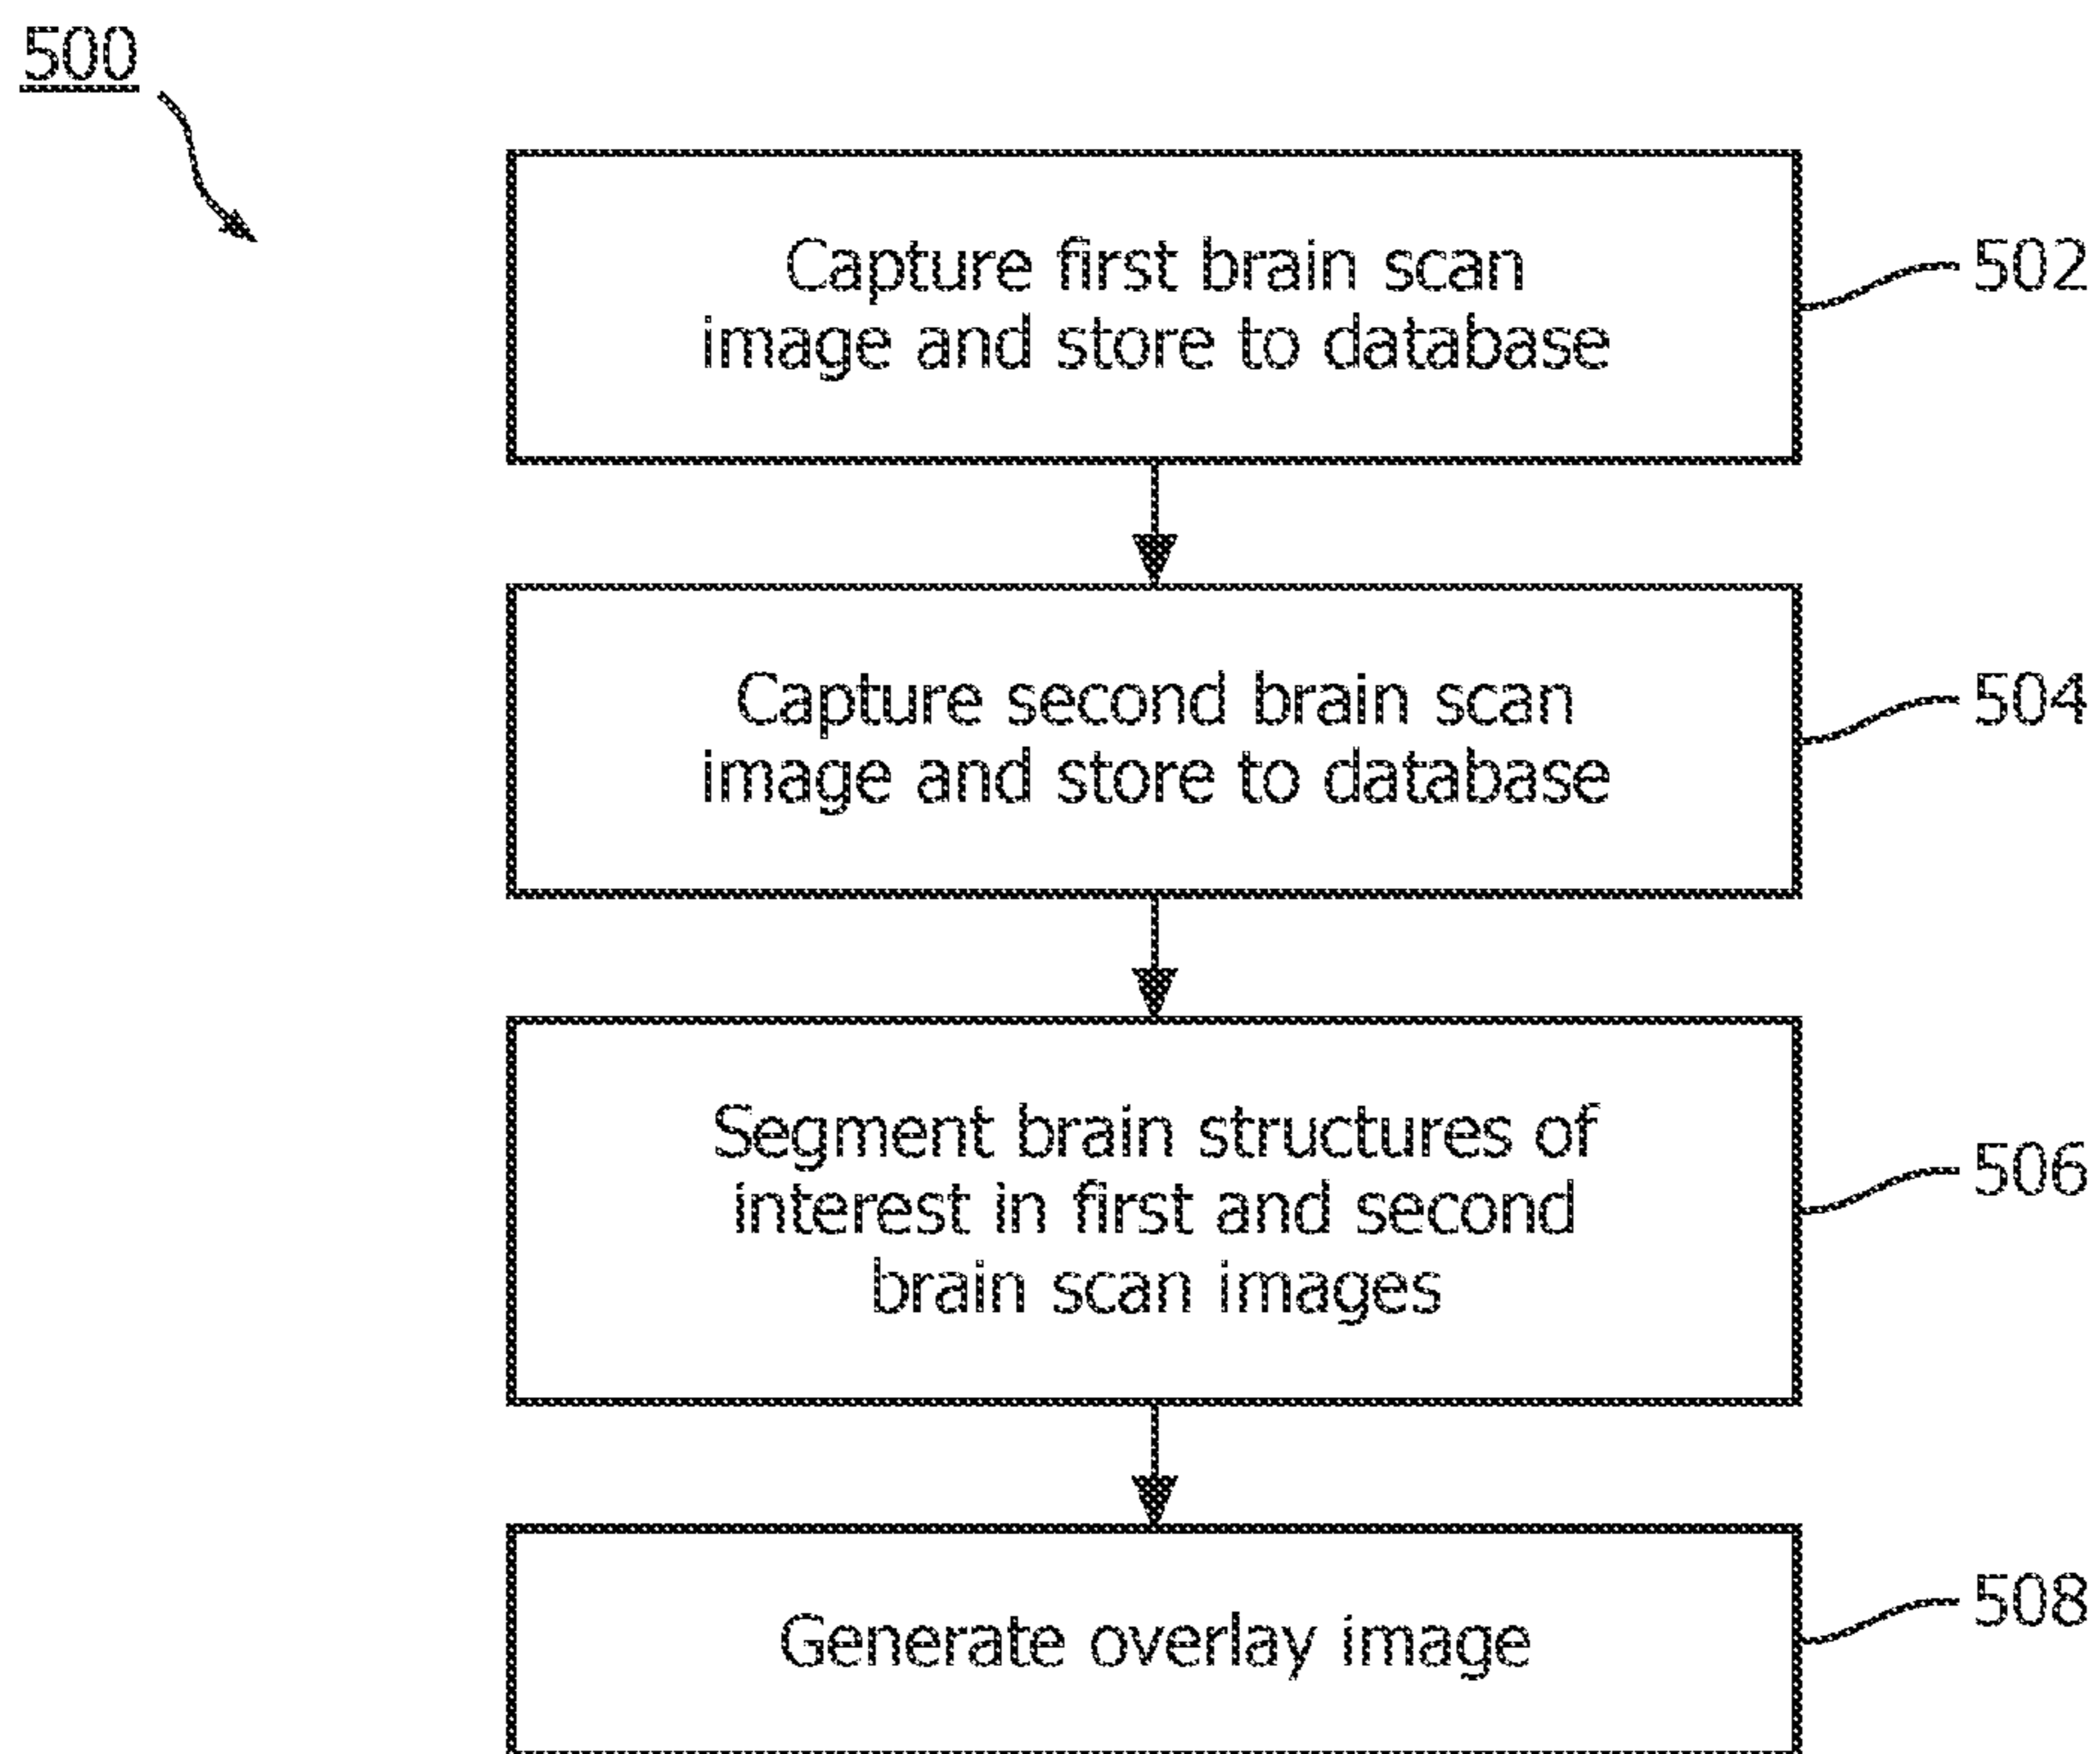 500
Capture first brain scan
image and store to database
502
Capture second brain scan
image and store to database
504
Segment brain structures of
interest in first and second
brain scan images
506
Generate overlay image
508